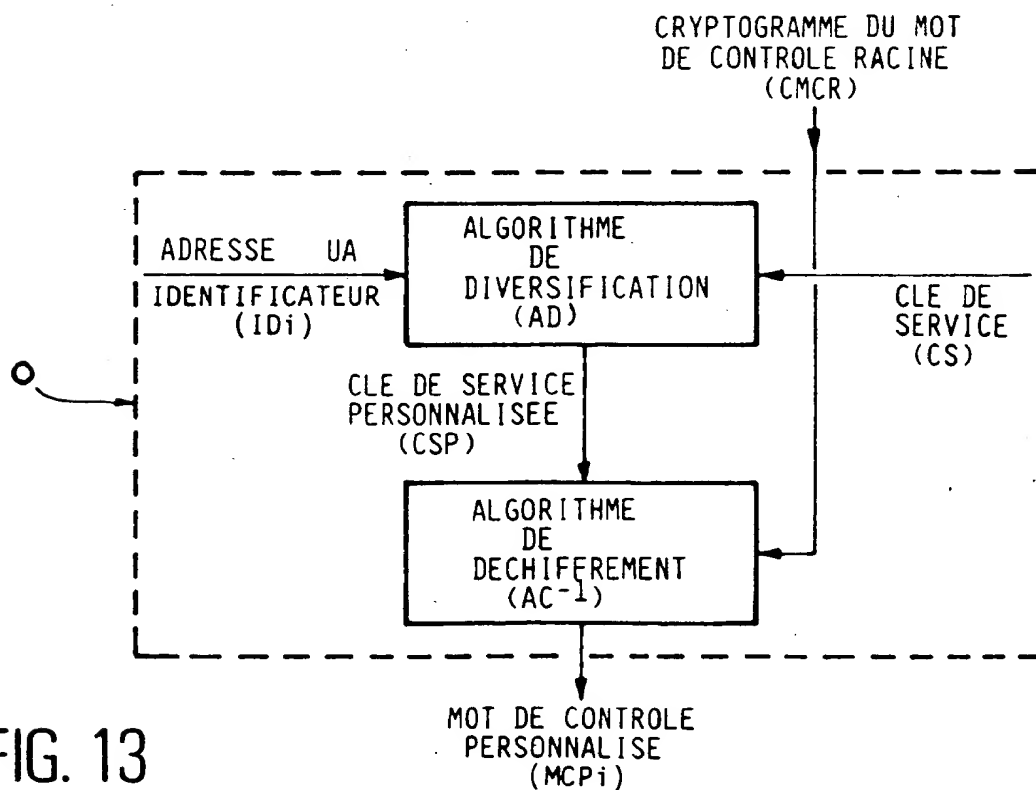 CRYPTOGRAMME DU MOT
DE CONTROLE RACINE
(CMCR)
ALGORITHME
DE
DIVERSIFICATION
(AD)
ADRESSE UA
IDENTIFICATEUR
(IDi)
CLE DE
SERVICE
(CS)
O
CLE DE SERVICE
PERSONNALISEE
(CSP)
ALGORITHME
DE
DECHIFFREMENT
(AC-1)
MOT DE CONTROLE
PERSONNALISE
(MCPi)
FIG. 13